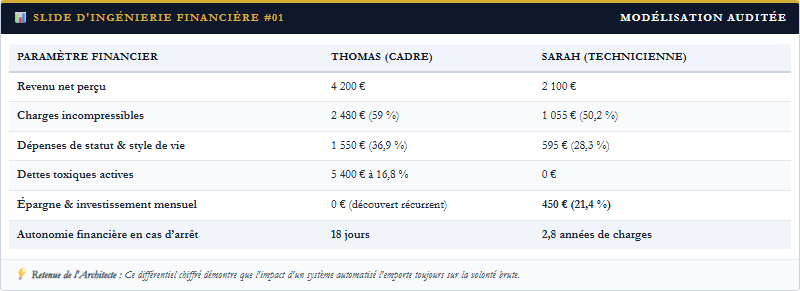 SLIDE D'INGÉNIERIE FINANCIÈRE #01 MODÉLISATION AUDITÉE
PARAMÈTRE FINANCIER THOMAS (CADRE) SARAH (TECHNICIENNE)
Revenu net perçu 4 200 € 2 100 €
Charges incompressibles 2 480 € (59 %) 1 055 € (50,2 %)
Dépenses de statut & style de vie 1 550 € (36,9 %) 595 € (28,3 %)
Dettes toxiques actives 5 400 € à 16,8 % 0 €
Épargne & investissement mensuel 0 € (découvert récurrent) 450 € (21,4 %)
Autonomie financière en cas d'arrêt 18 jours 2,8 années de charges
Retenue de l'Architecte : Ce différentiel chiffré démontre que l'impact d'un système automatisé l'emporte toujours sur la volonté brute.